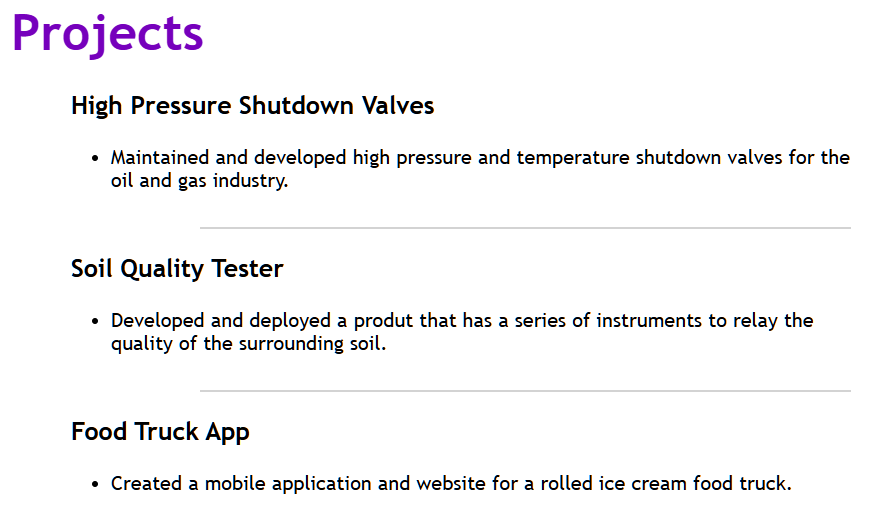 Projects
High Pressure Shutdown Valves
• Maintained and developed high pressure and temperature shutdown valves for the
oil and gas industry.
Soil Quality Tester
• Developed and deployed a produt that has a series of instruments to relay the
quality of the surrounding soil.
Food Truck App
• Created a mobile application and website for a rolled ice cream food truck.